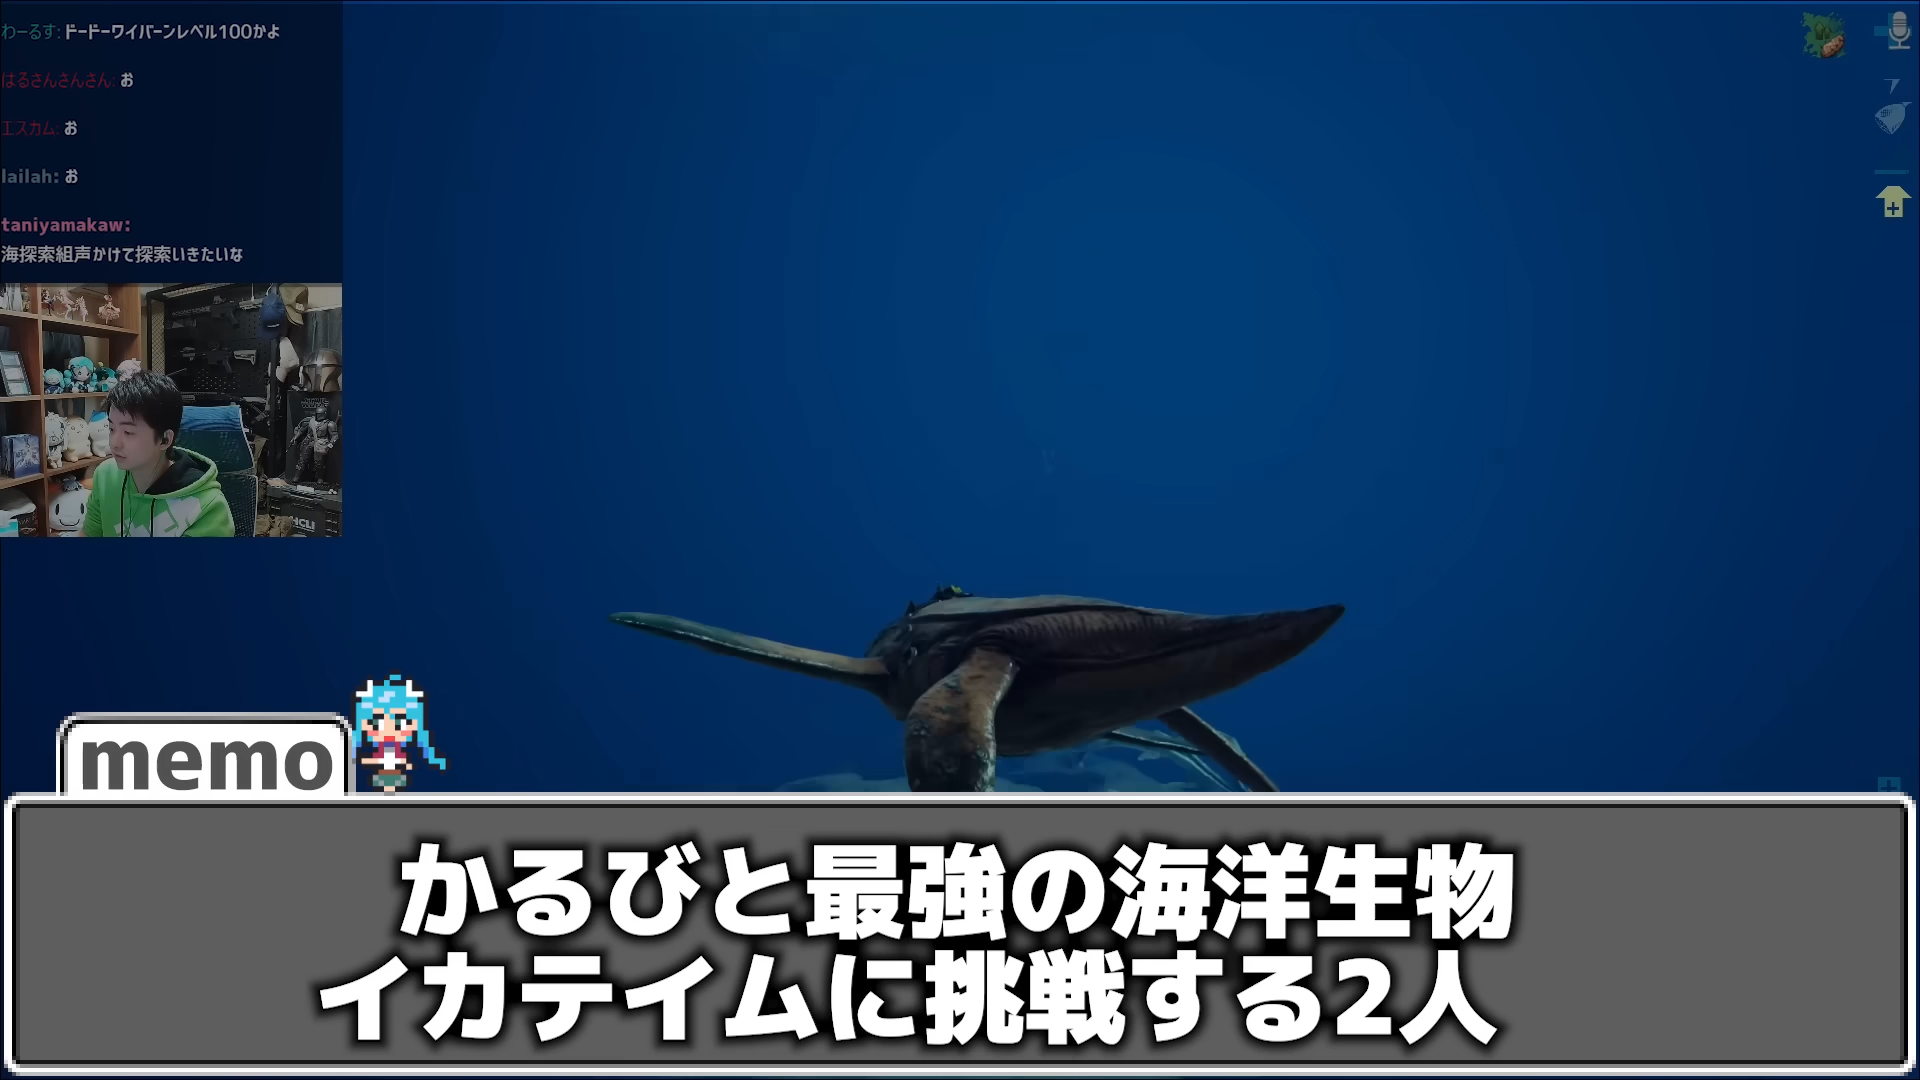 わーるす: ドードーワイバーンレベル100かよ
はるさんさんさん: お
エスカム: お
lailah: お
taniyamakaw:
海探索組声かけて探索いきたいな
memo
かるびと最強の海洋生物
イカテイムに挑戦する2人